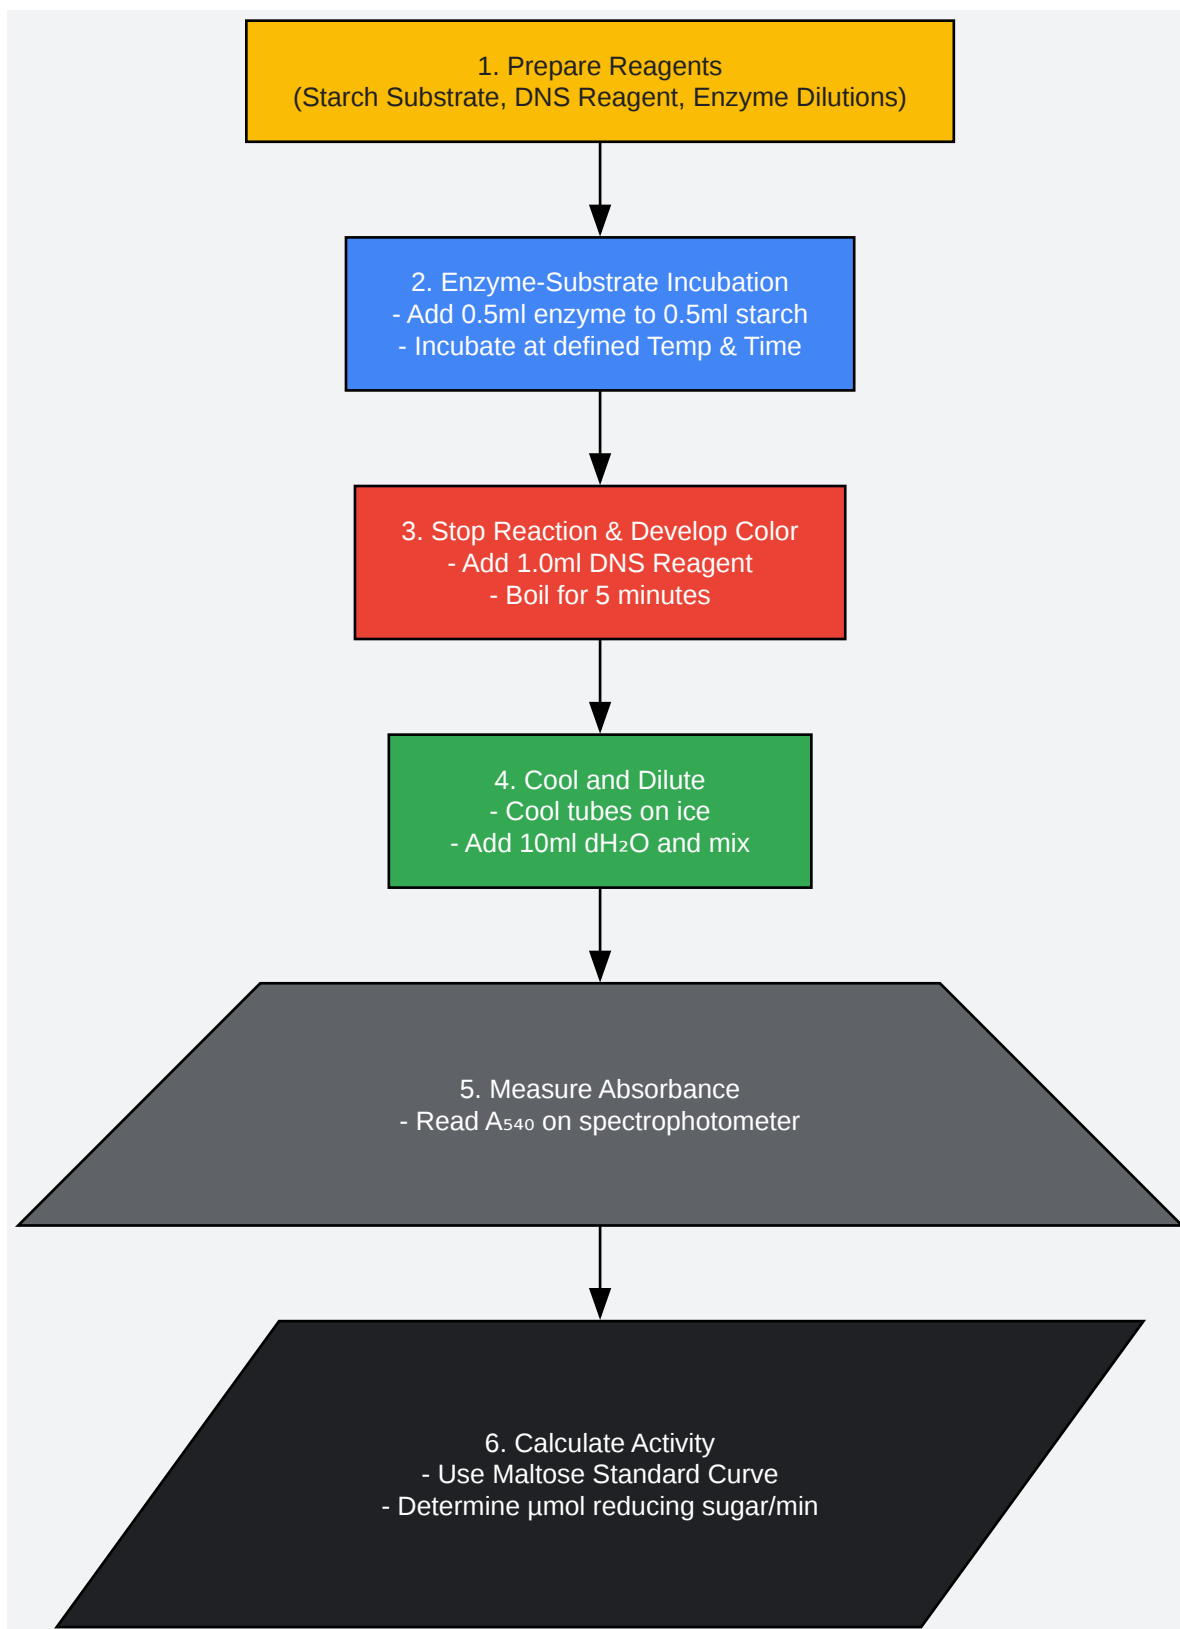 1. Prepare Reagents
(Starch Substrate, DNS Reagent, Enzyme Dilutions)
2. Enzyme-Substrate Incubation
- Add 0.5ml enzyme to 0.5ml starch
- Incubate at defined Temp & Time
3. Stop Reaction & Develop Color
- Add 1.0ml DNS Reagent
- Boil for 5 minutes
4. Cool and Dilute
- Cool tubes on ice
- Add 10ml dH₂O and mix
5. Measure Absorbance
- Read A₅₄₀ on spectrophotometer
6. Calculate Activity
- Use Maltose Standard Curve
- Determine µmol reducing sugar/min